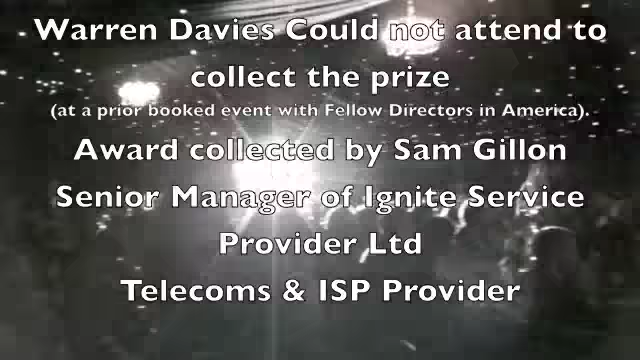 Warren Davies Could not attend to
collect the prize
(at a prior booked event with Fellow Directors in America).
Award collected by Sam Gillon
Senior Manager of Ignite Service
Provider Ltd
Telecoms & ISP Provider